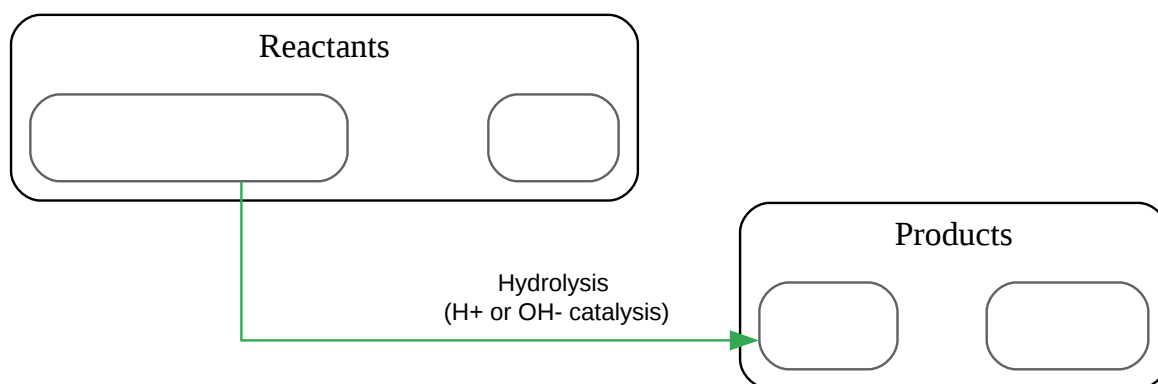 Reactants
Products
Hydrolysis
(H+ or OH- catalysis)